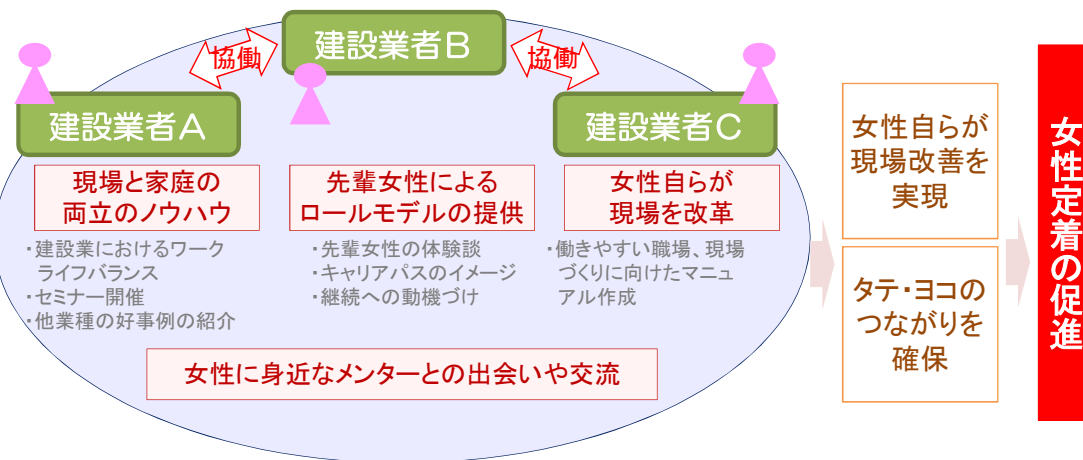 建設業者B
協働
協働
建設業者A
建設業者C
現場と家庭の
両立のノウハウ
・建設業におけるワーク
ライフバランス
・セミナー開催
・他業種の好事例の紹介
先輩女性による
ロールモデルの提供
・先輩女性の体験談
・キャリアパスのイメージ
・継続への動機づけ
女性自らが
現場を改革
・働きやすい職場、現場
づくりに向けたマニュ
アル作成
女性に身近なメンターとの出会いや交流
女性自らが
現場改善を
実現
タテ・ヨコの
つながりを
確保
女性定着の促進